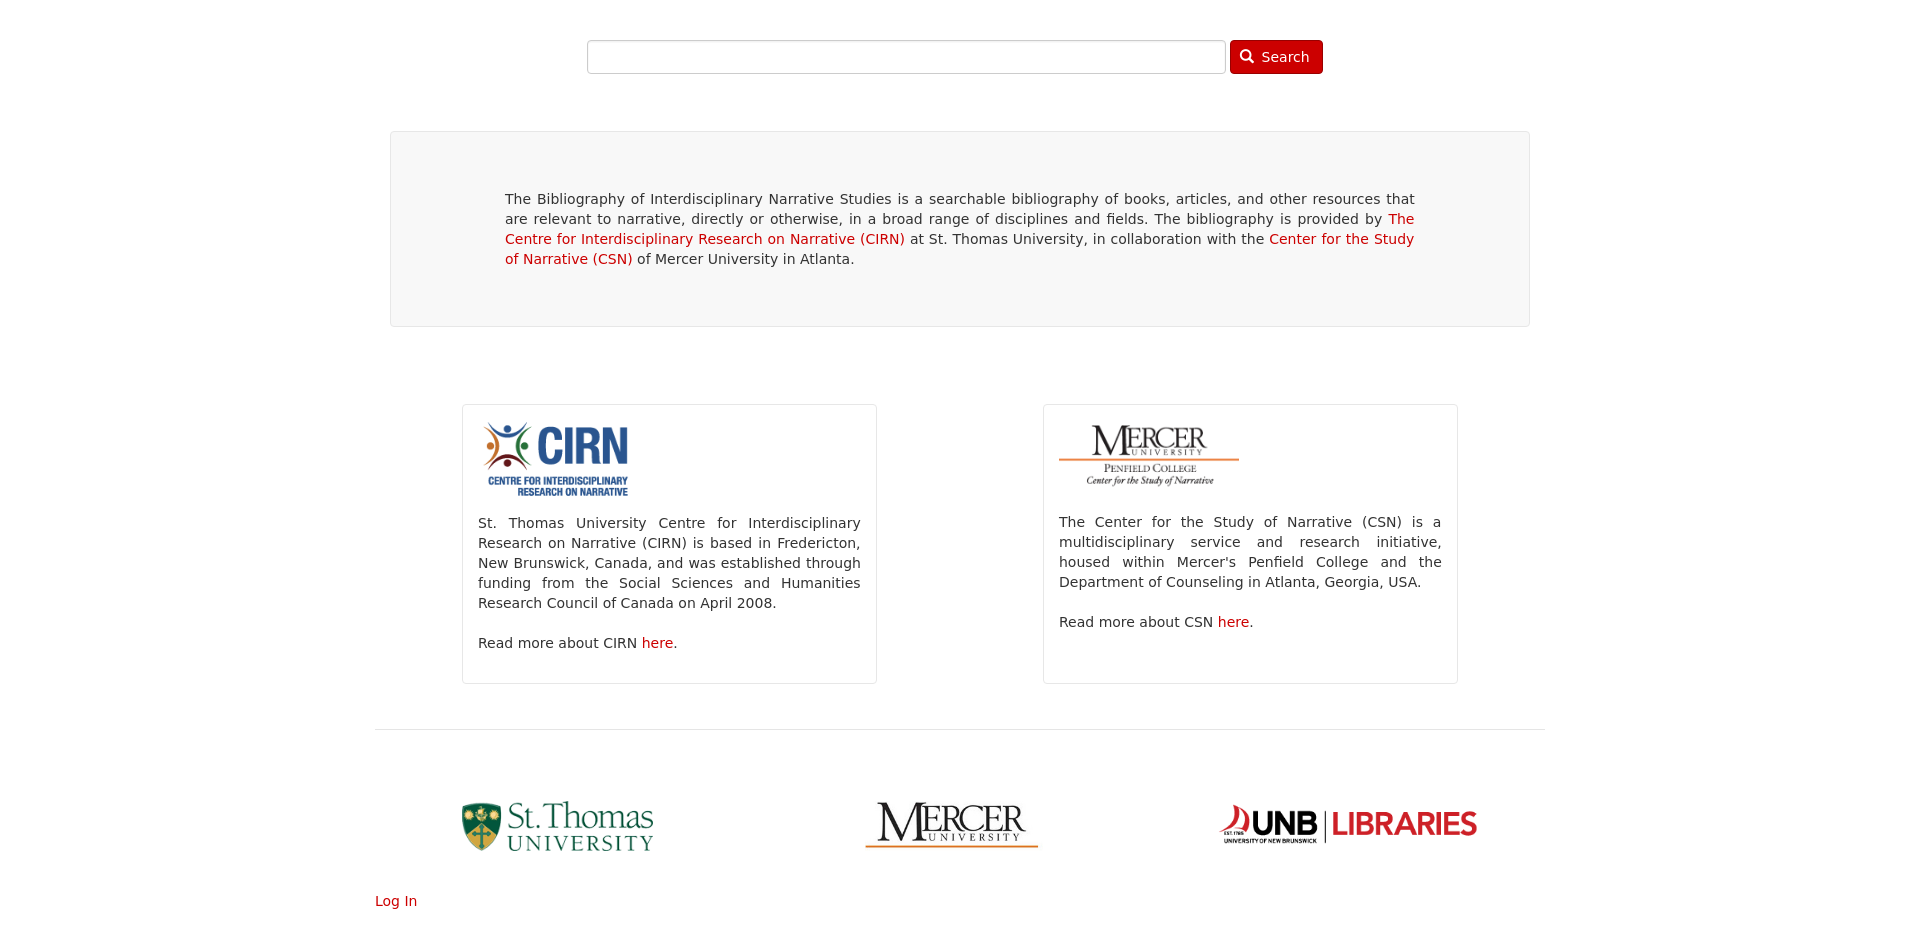 Search
The Bibliography of Interdisciplinary Narrative Studies is a searchable bibliography of books, articles, and other resources that
are relevant to narrative, directly or otherwise, in a broad range of disciplines and fields. The bibliography is provided by The
Centre for Interdisciplinary Research on Narrative (CIRN) at St. Thomas University, in collaboration with the Center for the Study
of Narrative (CSN) of Mercer University in Atlanta.
CIRN
CENTRE FOR INTERDISCIPLINARY
RESEARCH ON NARRATIVE
St. Thomas University Centre for Interdisciplinary
Research on Narrative (CIRN) is based in Fredericton,
New Brunswick, Canada, and was established through
funding from the Social Sciences and Humanities
Research Council of Canada on April 2008.
Read more about CIRN here.
MERCER
UNIVERSITY
PENFIELD COLLEGE
Center for the Study of Narrative
The Center for the Study of Narrative (CSN) is a
multidisciplinary service and research initiative,
housed within Mercer's Penfield College and the
Department of Counseling in Atlanta, Georgia, USA.
Read more about CSN here.
St. Thomas
UNIVERSITY
MERCER
UNIVERSITY
UNB LIBRARIES
EST. 1785
UNIVERSITY OF NEW BRUNSWICK
Log In